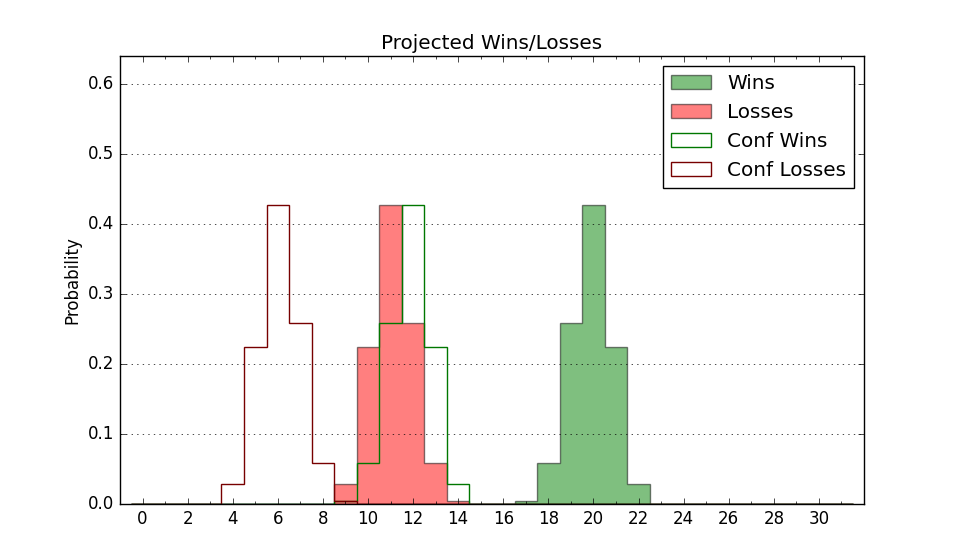 Projected Wins/Losses
Wins
Losses
Conf Wins
Conf Losses
Probability
0.6
0.5
0.4
0.3
0.2
0.1
0.0
0 2 4 6 8 10 12 14 16 18 20 22 24 26 28 30